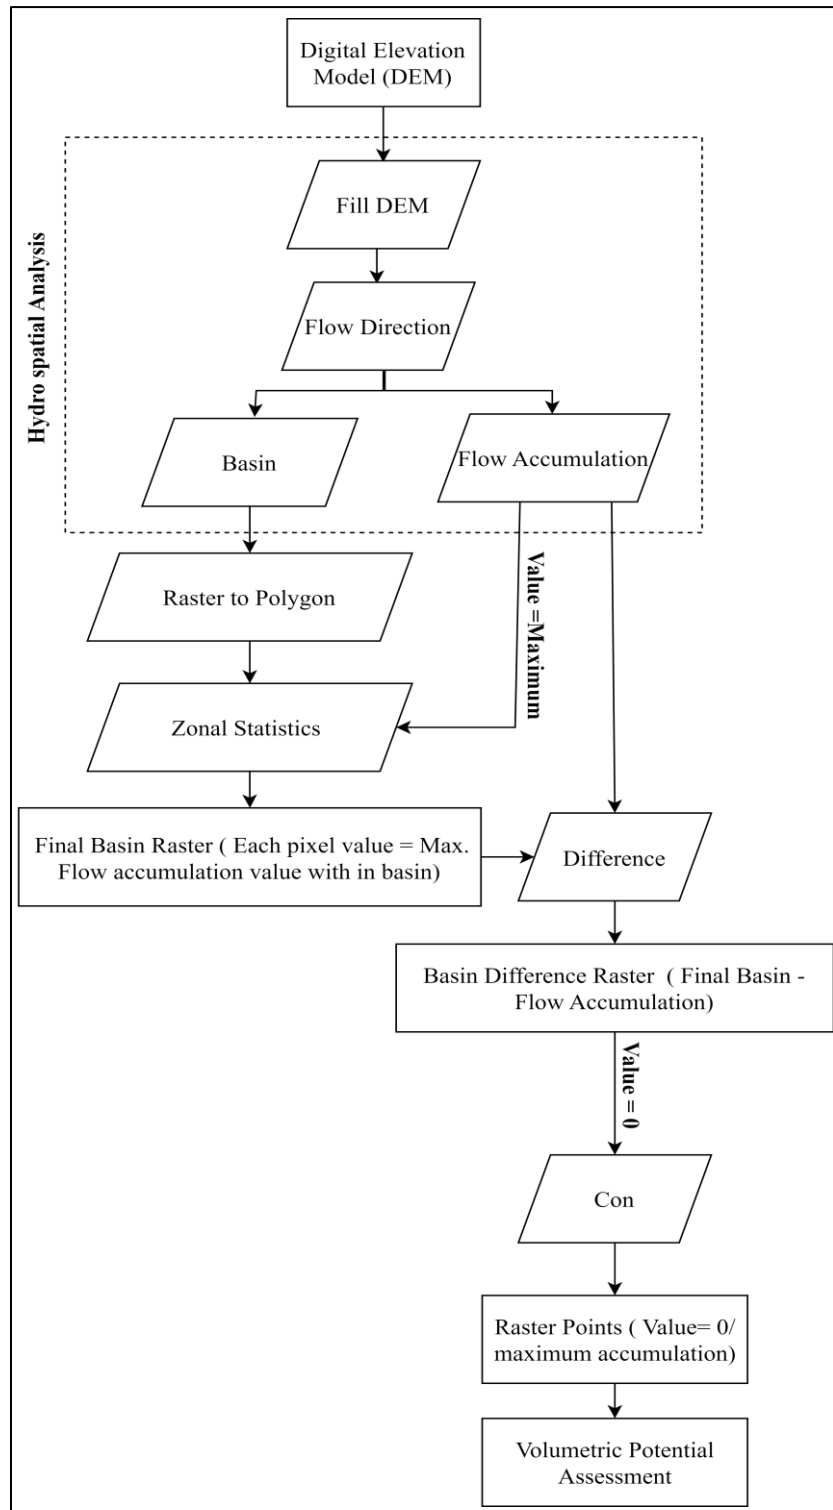 Digital Elevation
Model (DEM)
Fill DEM
Hydro spatial Analysis
Flow Direction
Basin
Flow Accumulation
Raster to Polygon
Value =Maximum
Zonal Statistics
Final Basin Raster ( Each pixel value = Max.
Flow accumulation value with in basin)
Difference
Basin Difference Raster ( Final Basin -
Flow Accumulation)
Value = 0
Con
Raster Points ( Value= 0/
maximum accumulation)
Volumetric Potential
Assessment